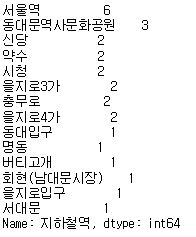 서울역 6
동대문역사문화공원 3
신당 2
약수 2
시청 2
을지로3가 2
충무로 2
을지로4가 2
동대입구 1
명동 1
버티고개 1
회현(남대문시장) 1
을지로입구 1
서대문 1
Name: 지하철역, dtype: int64